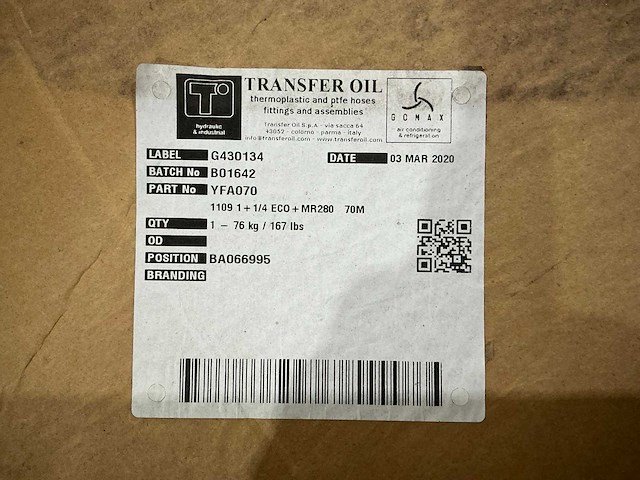 TO
hydraulic
& industrial
TRANSFER OIL
thermoplastic and ptfe hoses
fittings and assemblies
Transfer Oil S.p.A. - via sacca 64
43052 - colorno - parma - italy
info@transferoil.com - www.transferoil.com
GOMAX
air conditioning
& refrigeration
LABEL G430134 DATE 03 MAR 2020
BATCH No B01642
PART No YFA070
1109 1+1/4 ECO+MR280 70M
QTY 1 - 76 kg / 167 lbs
OD
POSITION BA066995
BRANDING